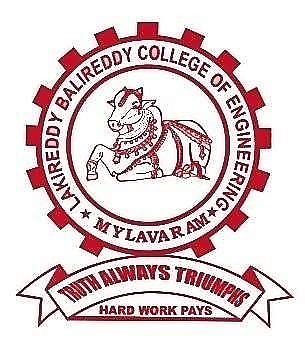 LAKIREDDY BALIREDDY COLLEGE OF ENGINEERING
* MYLAVARAM *
TRUTH ALWAYS TRIUMPHS
HARD WORK PAYS